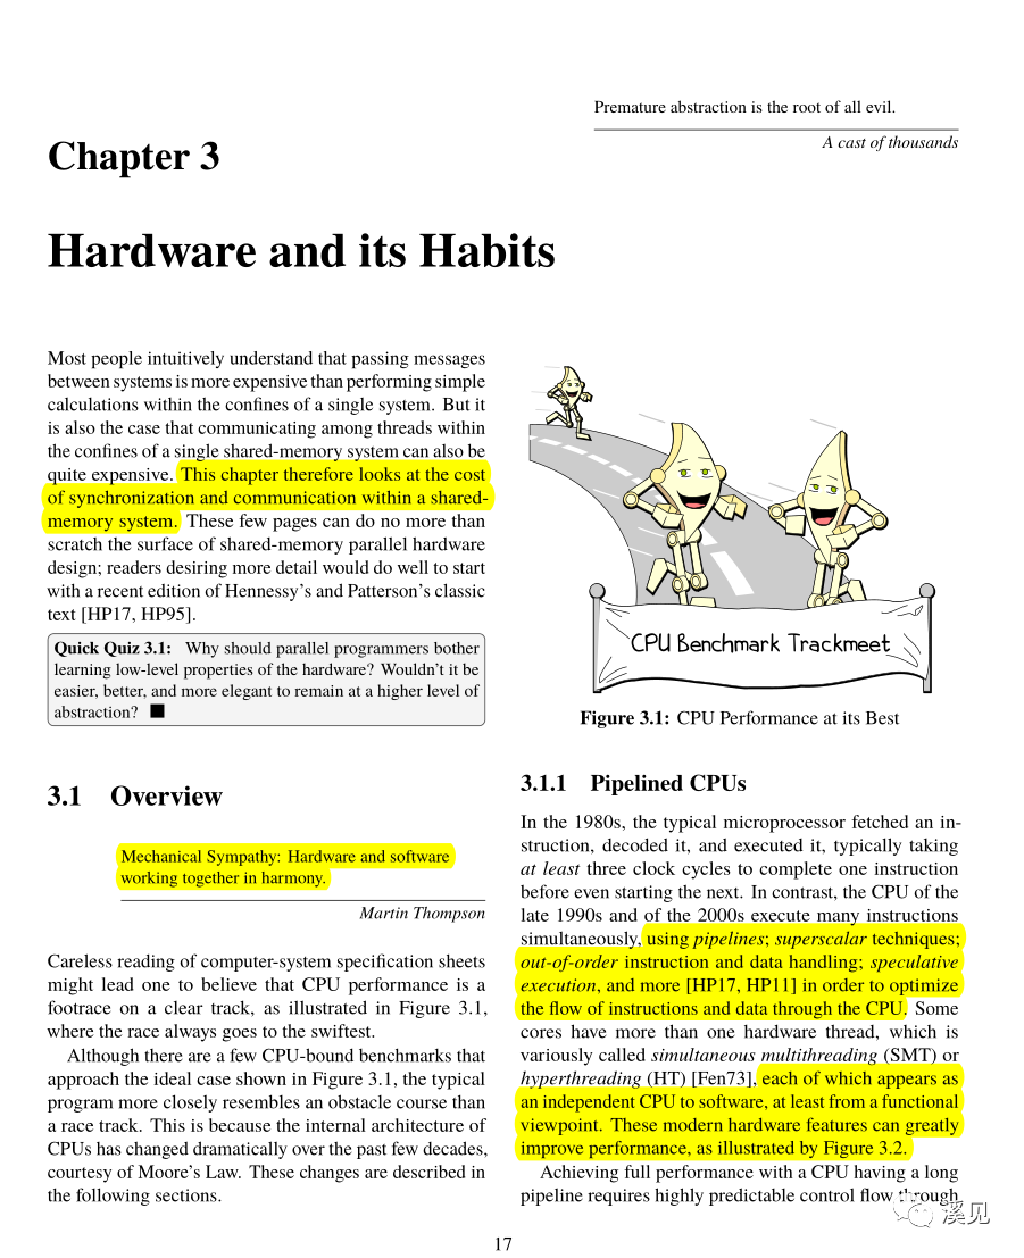 Premature abstraction is the root of all evil.
A cast of thousands
Chapter 3
Hardware and its Habits
Most people intuitively understand that passing messages
between systems is more expensive than performing simple
calculations within the confines of a single system. But it
is also the case that communicating among threads within
the confines of a single shared-memory system can also be
quite expensive. This chapter therefore looks at the cost
of synchronization and communication within a shared-
memory system. These few pages can do no more than
scratch the surface of shared-memory parallel hardware
design; readers desiring more detail would do well to start
with a recent edition of Hennessy's and Patterson's classic
text [HP17, HP95].
Quick Quiz 3.1: Why should parallel programmers bother
learning low-level properties of the hardware? Wouldn't it be
easier, better, and more elegant to remain at a higher level of
abstraction? ■
3.1 Overview
Mechanical Sympathy: Hardware and software
working together in harmony.
Martin Thompson
Careless reading of computer-system specification sheets
might lead one to believe that CPU performance is a
footrace on a clear track, as illustrated in Figure 3.1,
where the race always goes to the swiftest.
Although there are a few CPU-bound benchmarks that
approach the ideal case shown in Figure 3.1, the typical
program more closely resembles an obstacle course than
a race track. This is because the internal architecture of
CPUs has changed dramatically over the past few decades,
courtesy of Moore's Law. These changes are described in
the following sections.
CPU Benchmark Trackmeet
Figure 3.1: CPU Performance at its Best
3.1.1 Pipelined CPUs
In the 1980s, the typical microprocessor fetched an in-
struction, decoded it, and executed it, typically taking
at least three clock cycles to complete one instruction
before even starting the next. In contrast, the CPU of the
late 1990s and of the 2000s execute many instructions
simultaneously, using pipelines; superscalar techniques;
out-of-order instruction and data handling; speculative
execution, and more [HP17, HP11] in order to optimize
the flow of instructions and data through the CPU. Some
cores have more than one hardware thread, which is
variously called simultaneous multithreading (SMT) or
hyperthreading (HT) [Fen73], each of which appears as
an independent CPU to software, at least from a functional
viewpoint. These modern hardware features can greatly
improve performance, as illustrated by Figure 3.2.
Achieving full performance with a CPU having a long
pipeline requires highly predictable control flow through
溪见
17